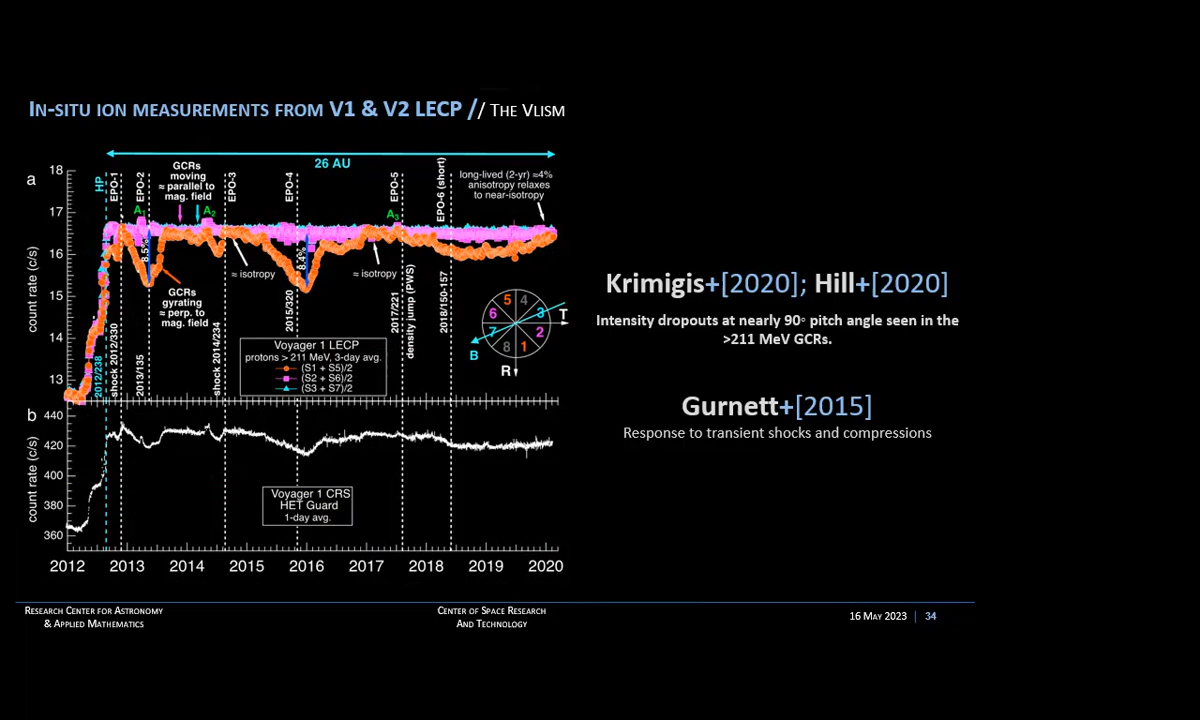 In-situ ion measurements from V1 & V2 LECP // The Vlism
26 AU
a
18
17
16
15
14
13
count rate (c/s)
HP
2012/238
EPO-1
shock 2012/330
EPO-2
2013/135
A1
8.5%
GCRs
moving
≈ parallel to
mag. field
A2
GCRs
gyrating
≈ perp. to
mag. field
EPO-3
shock 2014/234
≈ isotropy
EPO-4
2015/320
8.4%
≈ isotropy
EPO-5
A3
2017/221
density jump (PWS)
EPO-6 (short)
2018/150-157
long-lived (2-yr) ≈4%
anisotropy relaxes
to near-isotropy
Voyager 1 LECP
protons > 211 MeV, 3-day avg.
(S1 + S5)/2
(S2 + S6)/2
(S3 + S7)/2
5 4
6 3
7 2
8 1
T
B
R
b
440
420
400
380
360
count rate (c/s)
Voyager 1 CRS
HET Guard
1-day avg.
2012 2013 2014 2015 2016 2017 2018 2019 2020
Krimigis+[2020]; Hill+[2020]
Intensity dropouts at nearly 90◦ pitch angle seen in the
>211 MeV GCRs.
Gurnett+[2015]
Response to transient shocks and compressions
Research Center for Astronomy
& Applied Mathematics
Center of Space Research
And Technology
16 May 2023 | 34